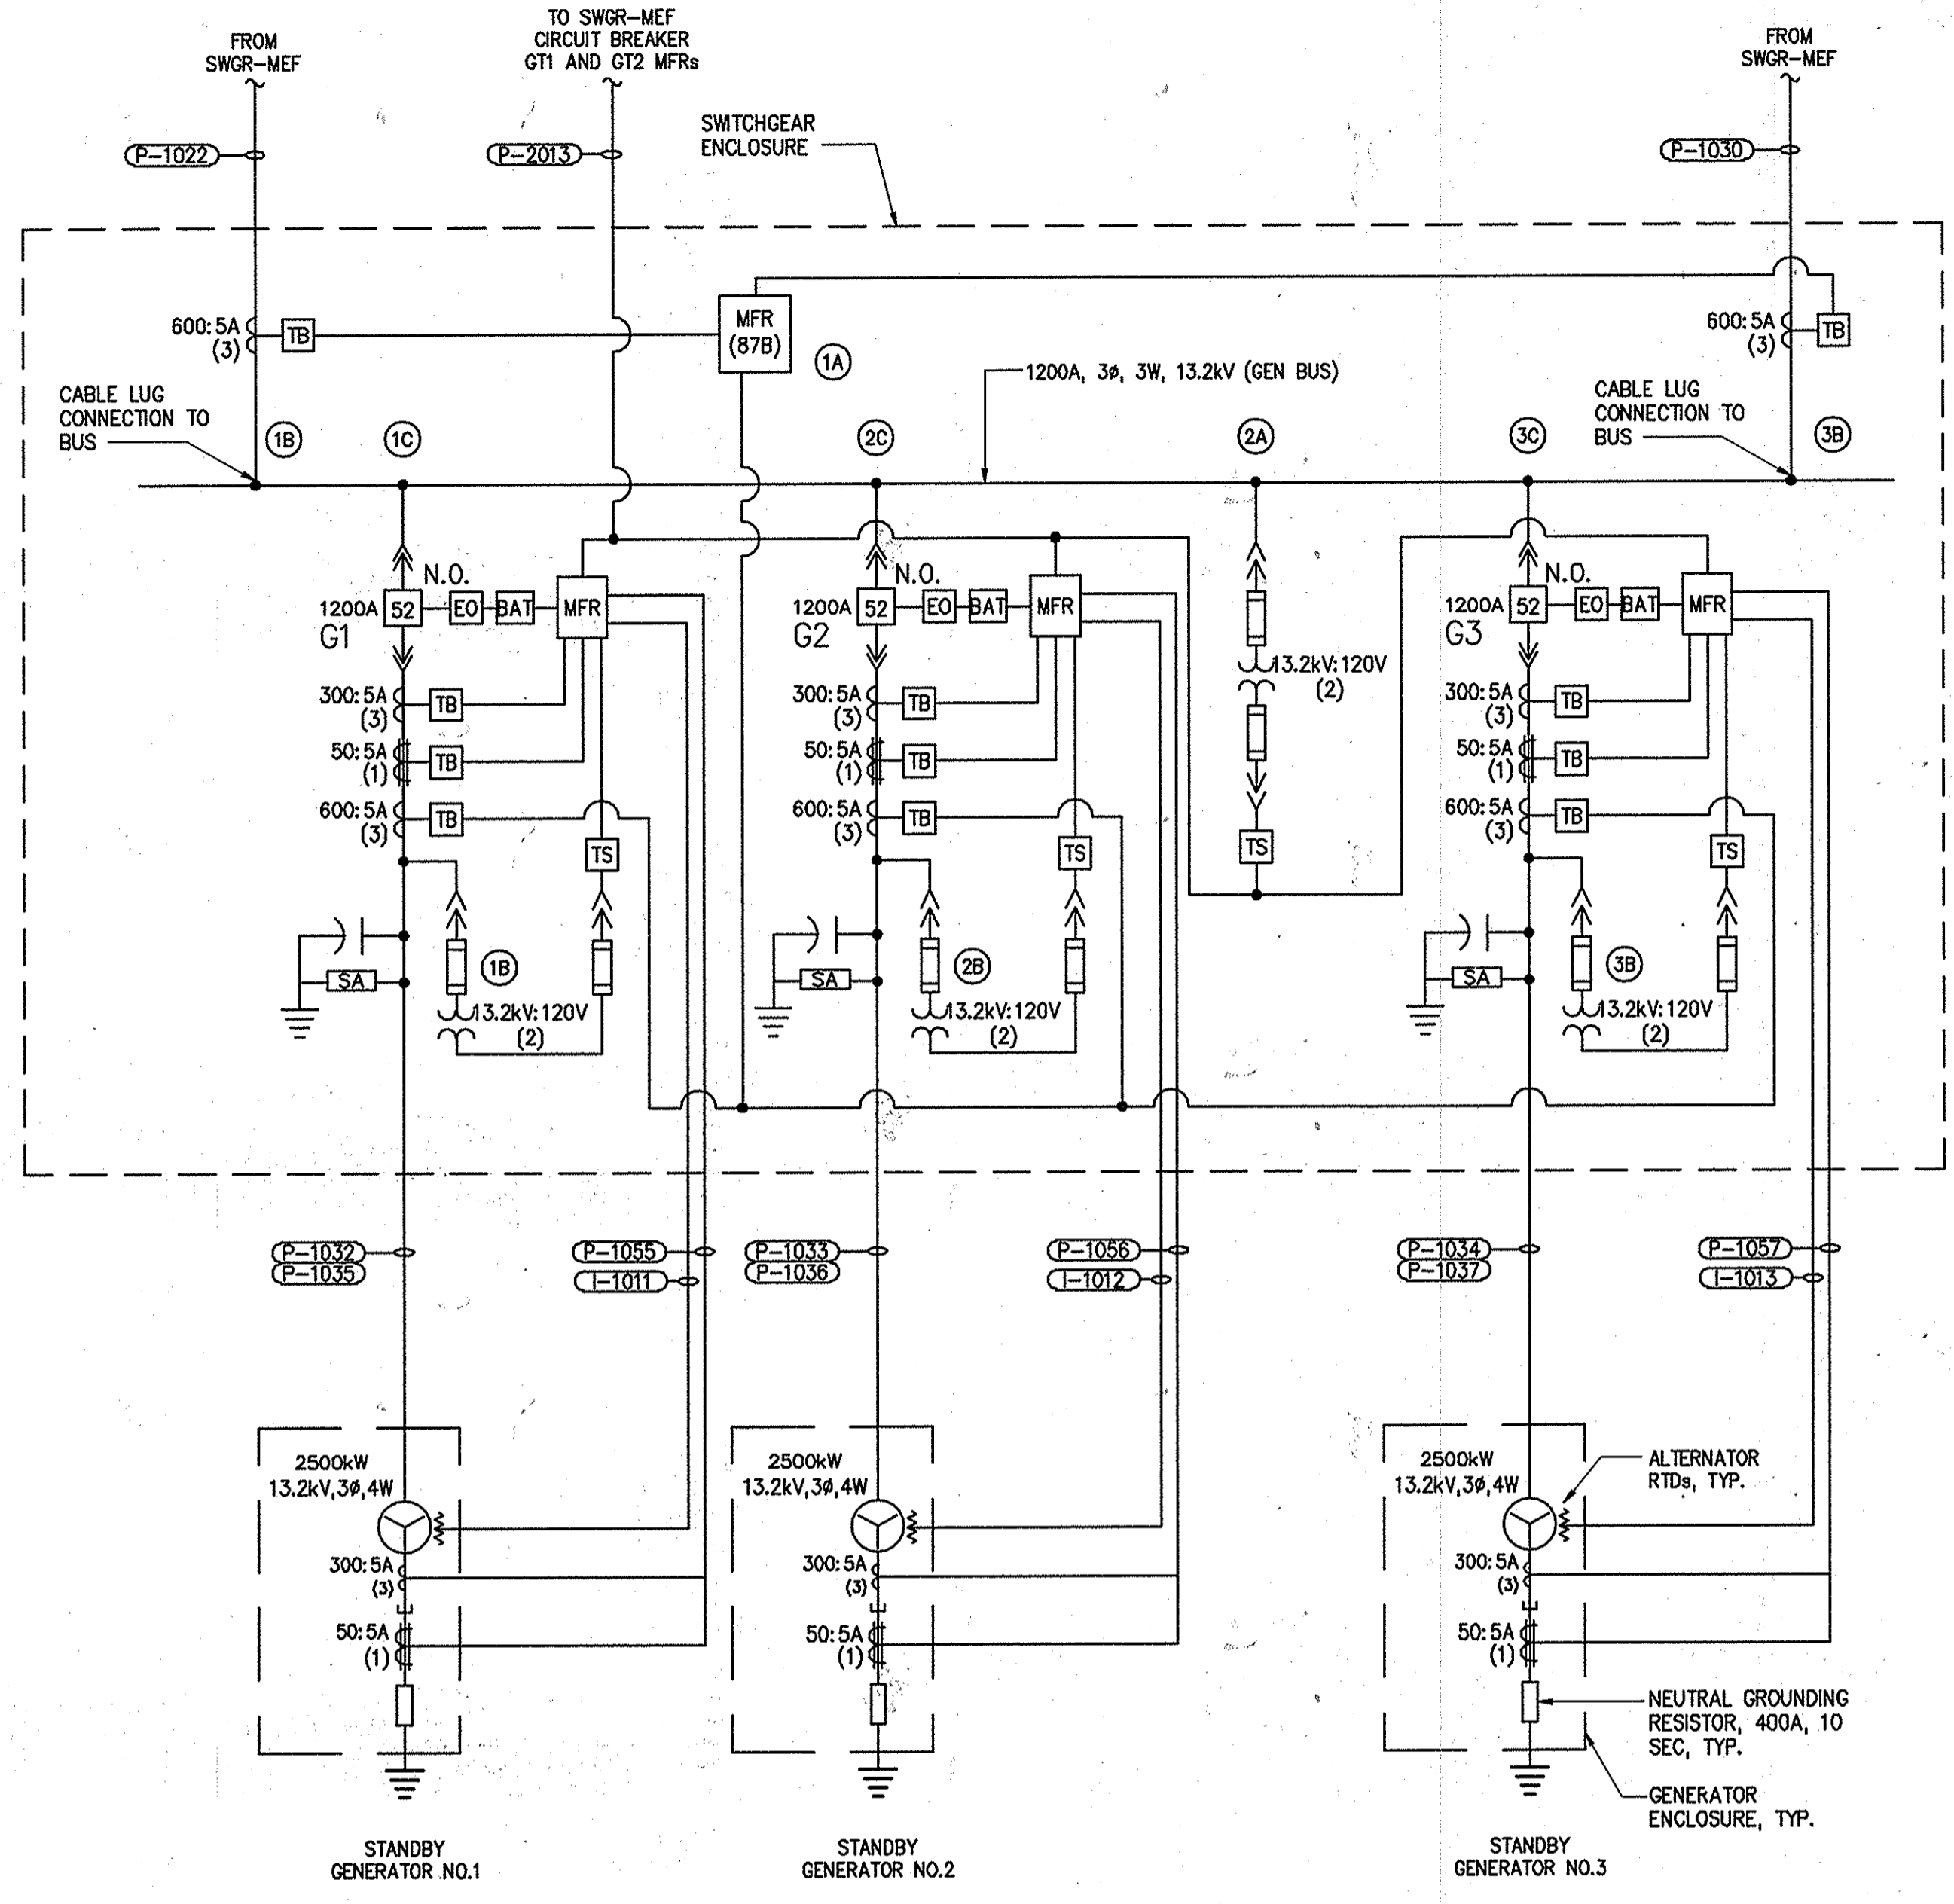 FROM
SWGR-MEF
TO SWGR-MEF
CIRCUIT BREAKER
GT1 AND GT2 MFRs
FROM
SWGR-MEF
P-1022
P-2013
SWITCHGEAR
ENCLOSURE
P-1030
600:5A
(3)
TB
MFR
(87B)
1A
600:5A
(3)
TB
1200A, 3ø, 3W, 13.2kV (GEN BUS)
CABLE LUG
CONNECTION TO
BUS
1B
1C
2C
2A
3C
CABLE LUG
CONNECTION TO
BUS
3B
N.O.
1200A
52
EO
BAT
MFR
G1
300:5A
(3)
TB
50:5A
(1)
TB
600:5A
(3)
TB
TS
SA
1B
13.2kV:120V
(2)
N.O.
1200A
52
EO
BAT
MFR
G2
300:5A
(3)
TB
50:5A
(1)
TB
600:5A
(3)
TB
TS
SA
2B
13.2kV:120V
(2)
13.2kV:120V
(2)
TS
N.O.
1200A
52
EO
BAT
MFR
G3
300:5A
(3)
TB
50:5A
(1)
TB
600:5A
(3)
TB
TS
SA
3B
13.2kV:120V
(2)
P-1032
P-1035
P-1055
I-1011
P-1033
P-1036
P-1056
I-1012
P-1034
P-1037
P-1057
I-1013
2500kW
13.2kV,3ø,4W
300:5A
(3)
50:5A
(1)
2500kW
13.2kV,3ø,4W
300:5A
(3)
50:5A
(1)
2500kW
13.2kV,3ø,4W
300:5A
(3)
50:5A
(1)
ALTERNATOR
RTDs, TYP.
NEUTRAL GROUNDING
RESISTOR, 400A, 10
SEC, TYP.
GENERATOR
ENCLOSURE, TYP.
STANDBY
GENERATOR NO.1
STANDBY
GENERATOR NO.2
STANDBY
GENERATOR NO.3